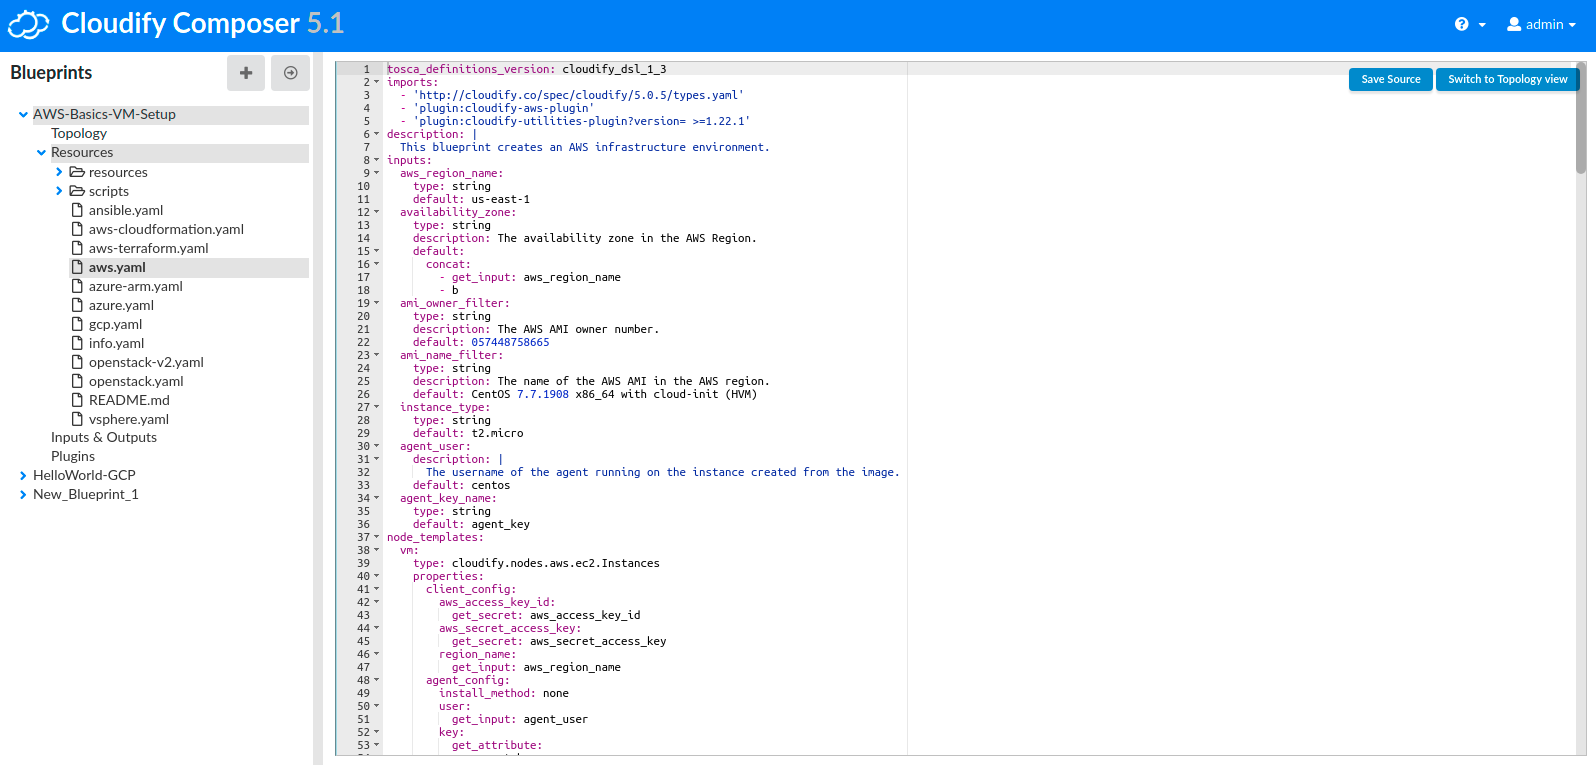 Cloudify Composer 5.1
admin
Blueprints
AWS-Basics-VM-Setup
Topology
Resources
resources
scripts
ansible.yaml
aws-cloudformation.yaml
aws-terraform.yaml
aws.yaml
azure-arm.yaml
azure.yaml
gcp.yaml
info.yaml
openstack-v2.yaml
openstack.yaml
README.md
vsphere.yaml
Inputs & Outputs
Plugins
HelloWorld-GCP
New_Blueprint_1
Save Source
Switch to Topology view
1 tosca_definitions_version: cloudify_dsl_1_3
2 imports:
3 - 'http://cloudify.co/spec/cloudify/5.0.5/types.yaml'
4 - 'plugin:cloudify-aws-plugin'
5 - 'plugin:cloudify-utilities-plugin?version= >=1.22.1'
6 description: |
7 This blueprint creates an AWS infrastructure environment.
8 inputs:
9 aws_region_name:
10 type: string
11 default: us-east-1
12 availability_zone:
13 type: string
14 description: The availability zone in the AWS Region.
15 default:
16 concat:
17 - get_input: aws_region_name
18 - b
19 ami_owner_filter:
20 type: string
21 description: The AWS AMI owner number.
22 default: 057448758665
23 ami_name_filter:
24 type: string
25 description: The name of the AWS AMI in the AWS region.
26 default: CentOS 7.7.1908 x86_64 with cloud-init (HVM)
27 instance_type:
28 type: string
29 default: t2.micro
30 agent_user:
31 description: |
32 The username of the agent running on the instance created from the image.
33 default: centos
34 agent_key_name:
35 type: string
36 default: agent_key
37 node_templates:
38 vm:
39 type: cloudify.nodes.aws.ec2.Instances
40 properties:
41 client_config:
42 aws_access_key_id:
43 get_secret: aws_access_key_id
44 aws_secret_access_key:
45 get_secret: aws_secret_access_key
46 region_name:
47 get_input: aws_region_name
48 agent_config:
49 install_method: none
50 user:
51 get_input: agent_user
52 key:
53 get_attribute: